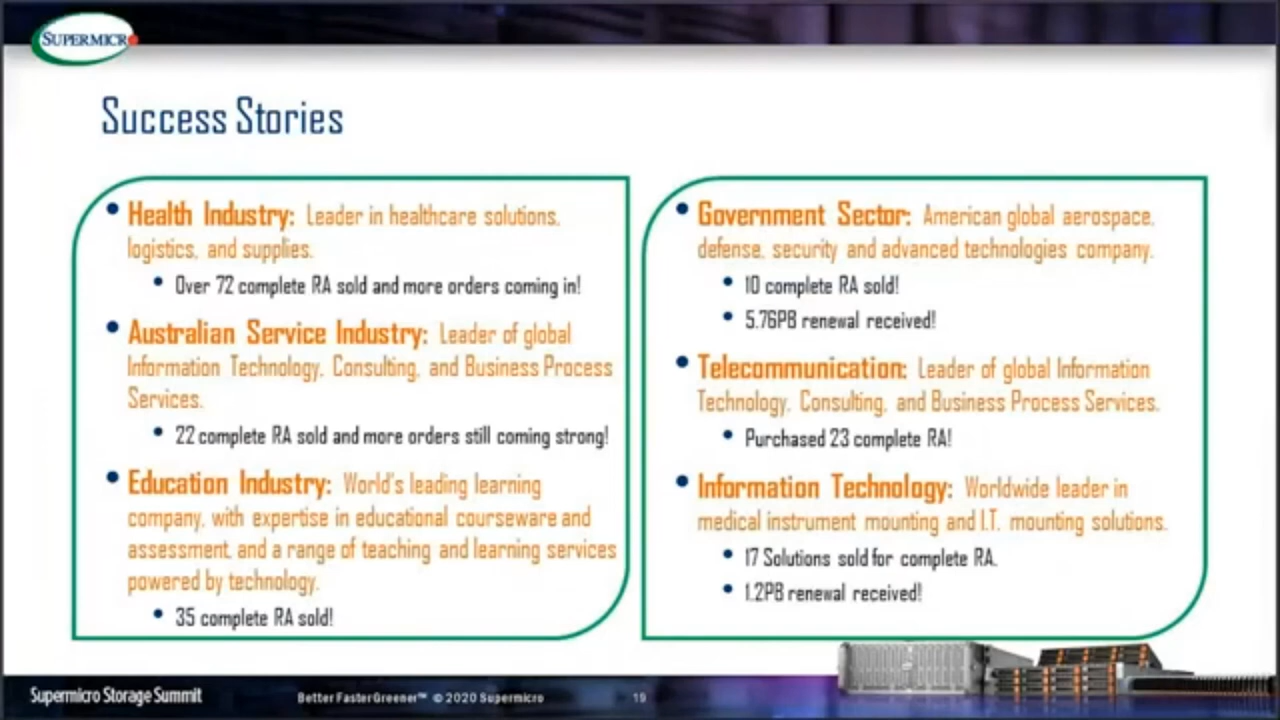 SUPERMICR
Success Stories
• Health Industry: Leader in healthcare solutions,
logistics, and supplies.
• Over 72 complete RA sold and more orders coming in!
• Australian Service Industry: Leader of global
Information Technology, Consulting, and Business Process
Services.
• 22 complete RA sold and more orders still coming strong!
• Education Industry: World's leading learning
company, with expertise in educational courseware and
assessment, and a range of teaching and learning services
powered by technology.
• 35 complete RA sold!
• Government Sector: American global aerospace,
defense, security and advanced technologies company.
• 10 complete RA sold!
• 5.76PB renewal received!
• Telecommunication: Leader of global Information
Technology, Consulting, and Business Process Services.
• Purchased 23 complete RA!
• Information Technology: Worldwide leader in
medical instrument mounting and I.T. mounting solutions.
• 17 Solutions sold for complete RA.
• 1.2PB renewal received!
Supermicro Storage Summit
Better Faster Greener™ © 2020 Supermicro
19